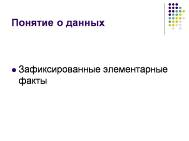 Понятие о данных
Зафиксированные элементарные
факты